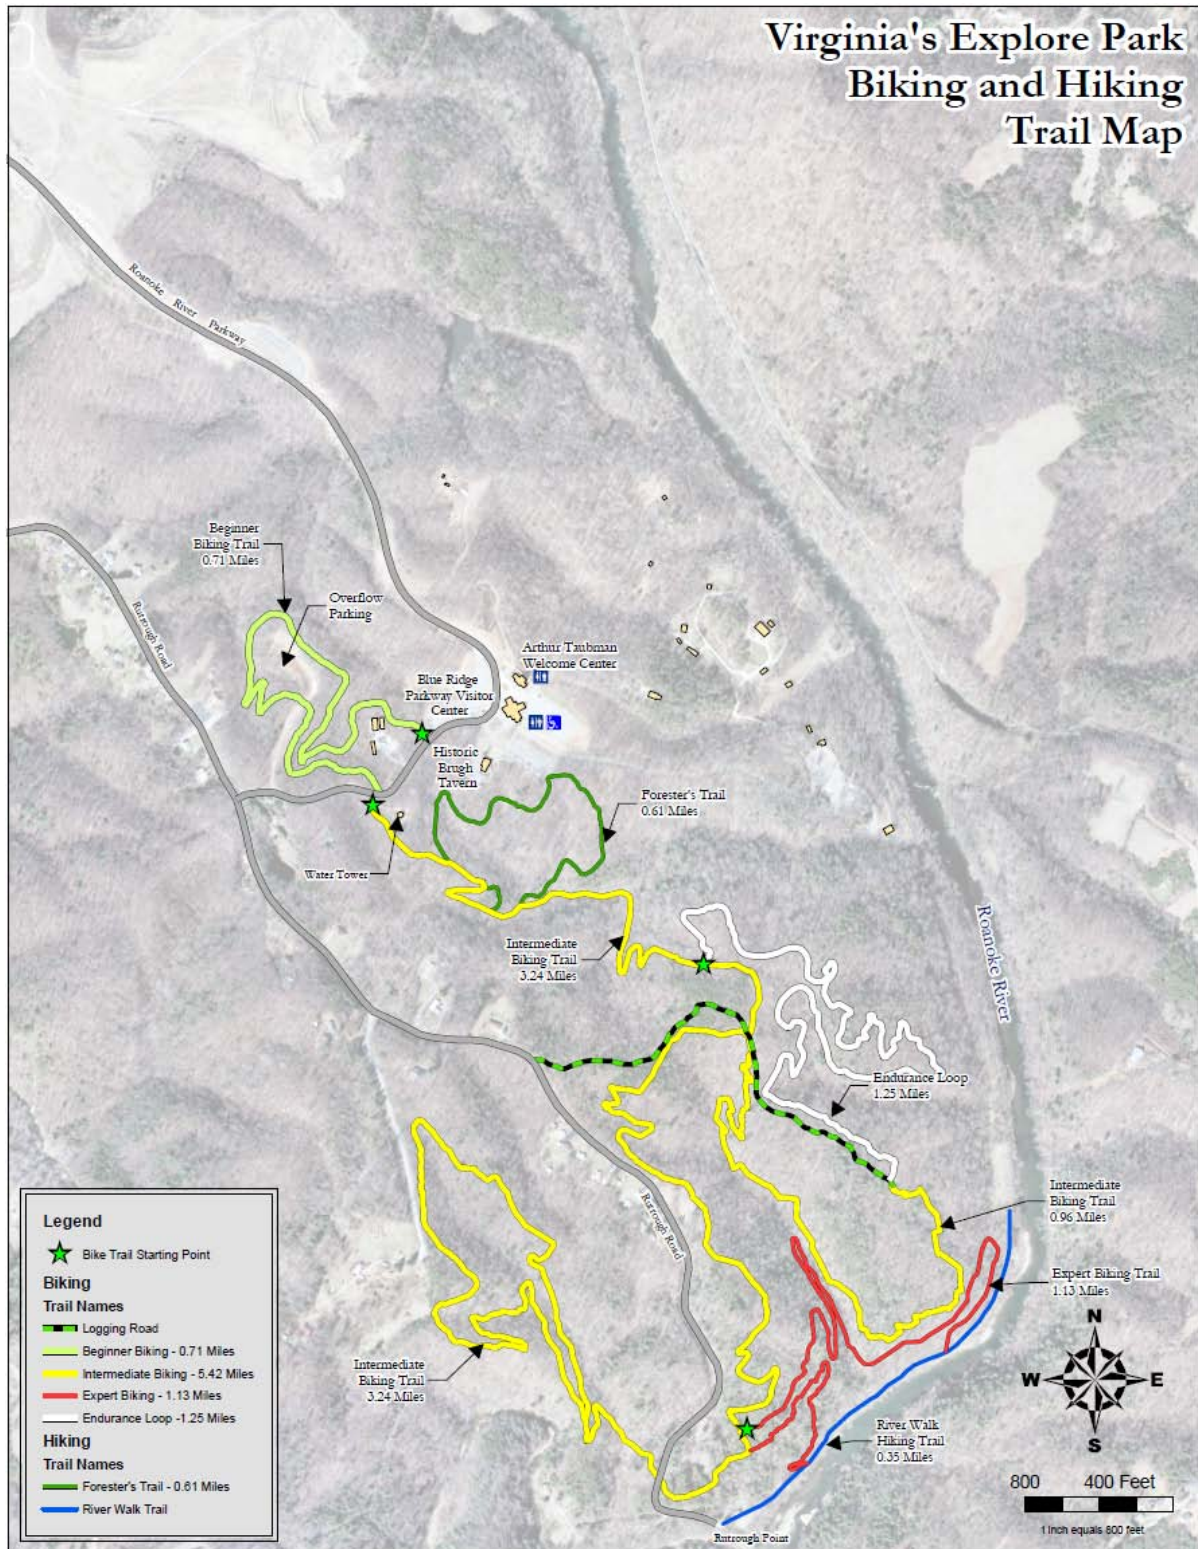 Virginia's Explore Park
Biking and Hiking
Trail Map
Roanoke River Parkway
Beginner
Biking Trail
0.71 Miles
Overflow
Parking
Rutrough Road
Arthur Taubman
Welcome Center
Blue Ridge
Parkway Visitor
Center
Historic
Brugh
Tavern
Forester's Trail
0.61 Miles
Water Tower
Intermediate
Biking Trail
3.24 Miles
Roanoke River
Endurance Loop
1.25 Miles
Rutrough Road
Intermediate
Biking Trail
0.96 Miles
Expert Biking Trail
1.13 Miles
Intermediate
Biking Trail
3.24 Miles
River Walk
Hiking Trail
0.35 Miles
Rutrough Point
N
W E
S
800 400 Feet
1 inch equals 600 feet
Legend
Bike Trail Starting Point
Biking
Trail Names
Logging Road
Beginner Biking - 0.71 Miles
Intermediate Biking - 5.42 Miles
Expert Biking - 1.13 Miles
Endurance Loop -1.25 Miles
Hiking
Trail Names
Forester's Trail - 0.61 Miles
River Walk Trail